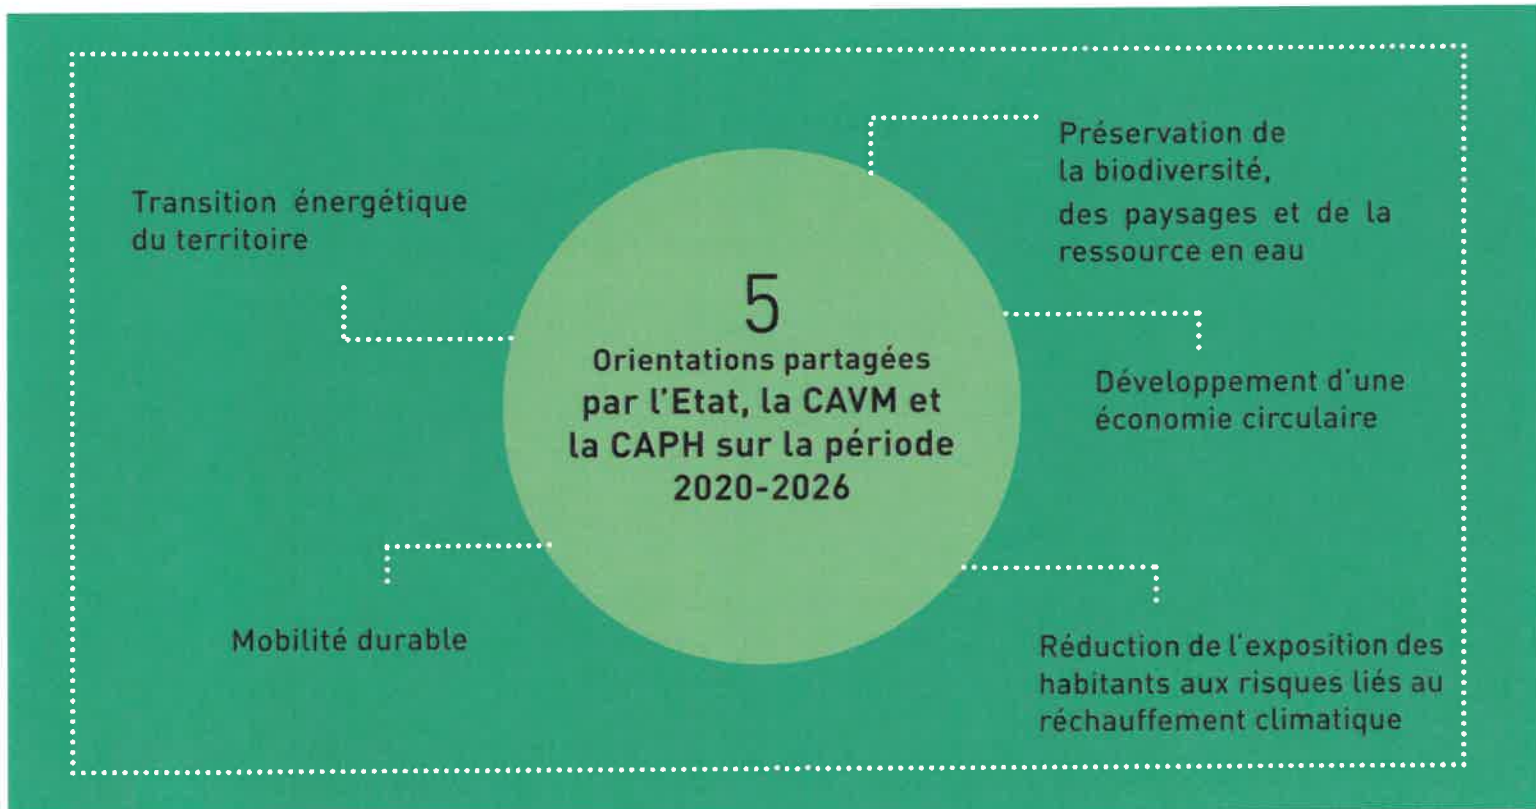 Transition énergétique
du territoire
Préservation de
la biodiversité,
des paysages et de la
ressource en eau
5
Orientations partagées
par l'Etat, la CAVM et
la CAPH sur la période
2020-2026
Développement d'une
économie circulaire
Mobilité durable
Réduction de l'exposition des
habitants aux risques liés au
réchauffement climatique